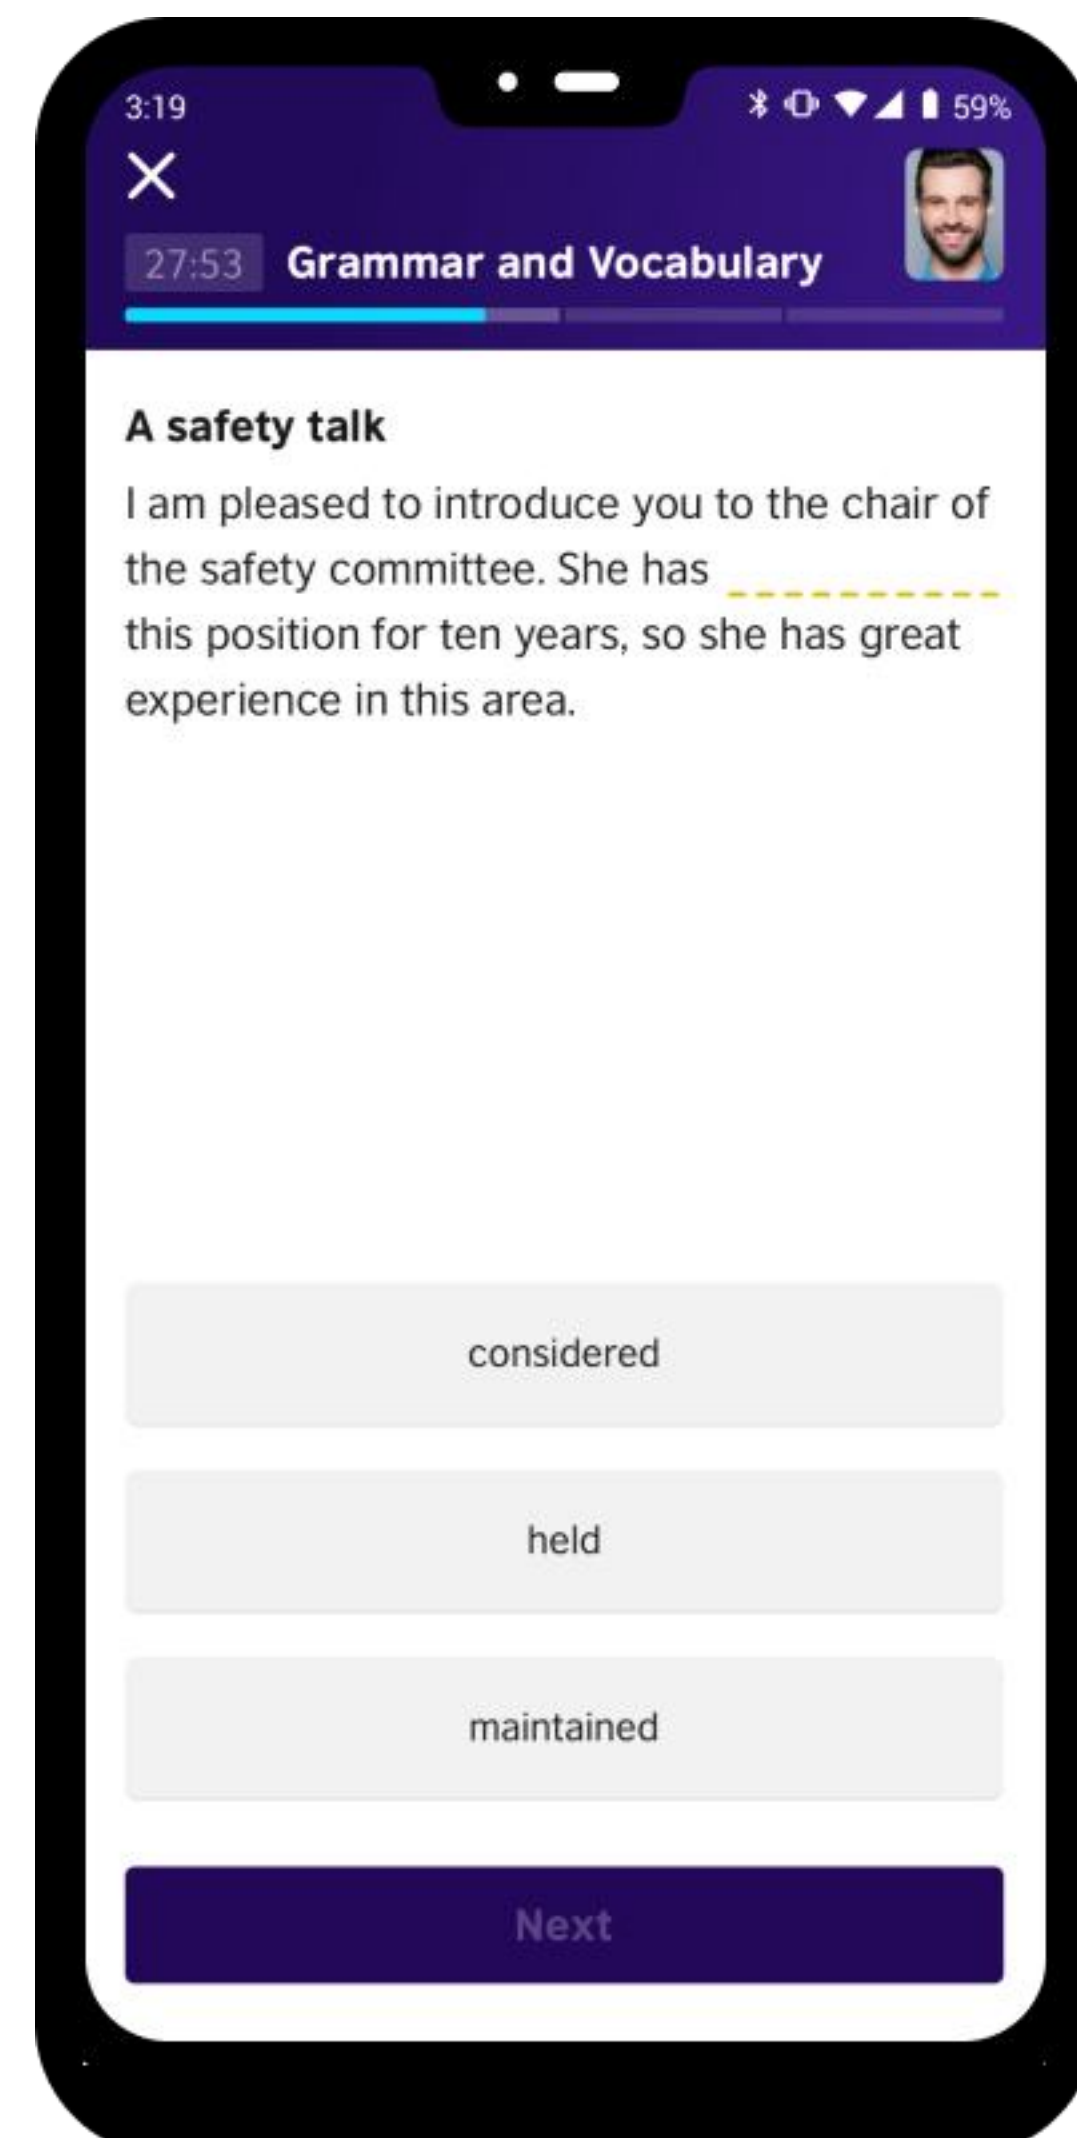 3:19
59%
27:53 Grammar and Vocabulary
A safety talk
I am pleased to introduce you to the chair of
the safety committee. She has
this position for ten years, so she has great
experience in this area.
considered
held
maintained
Next